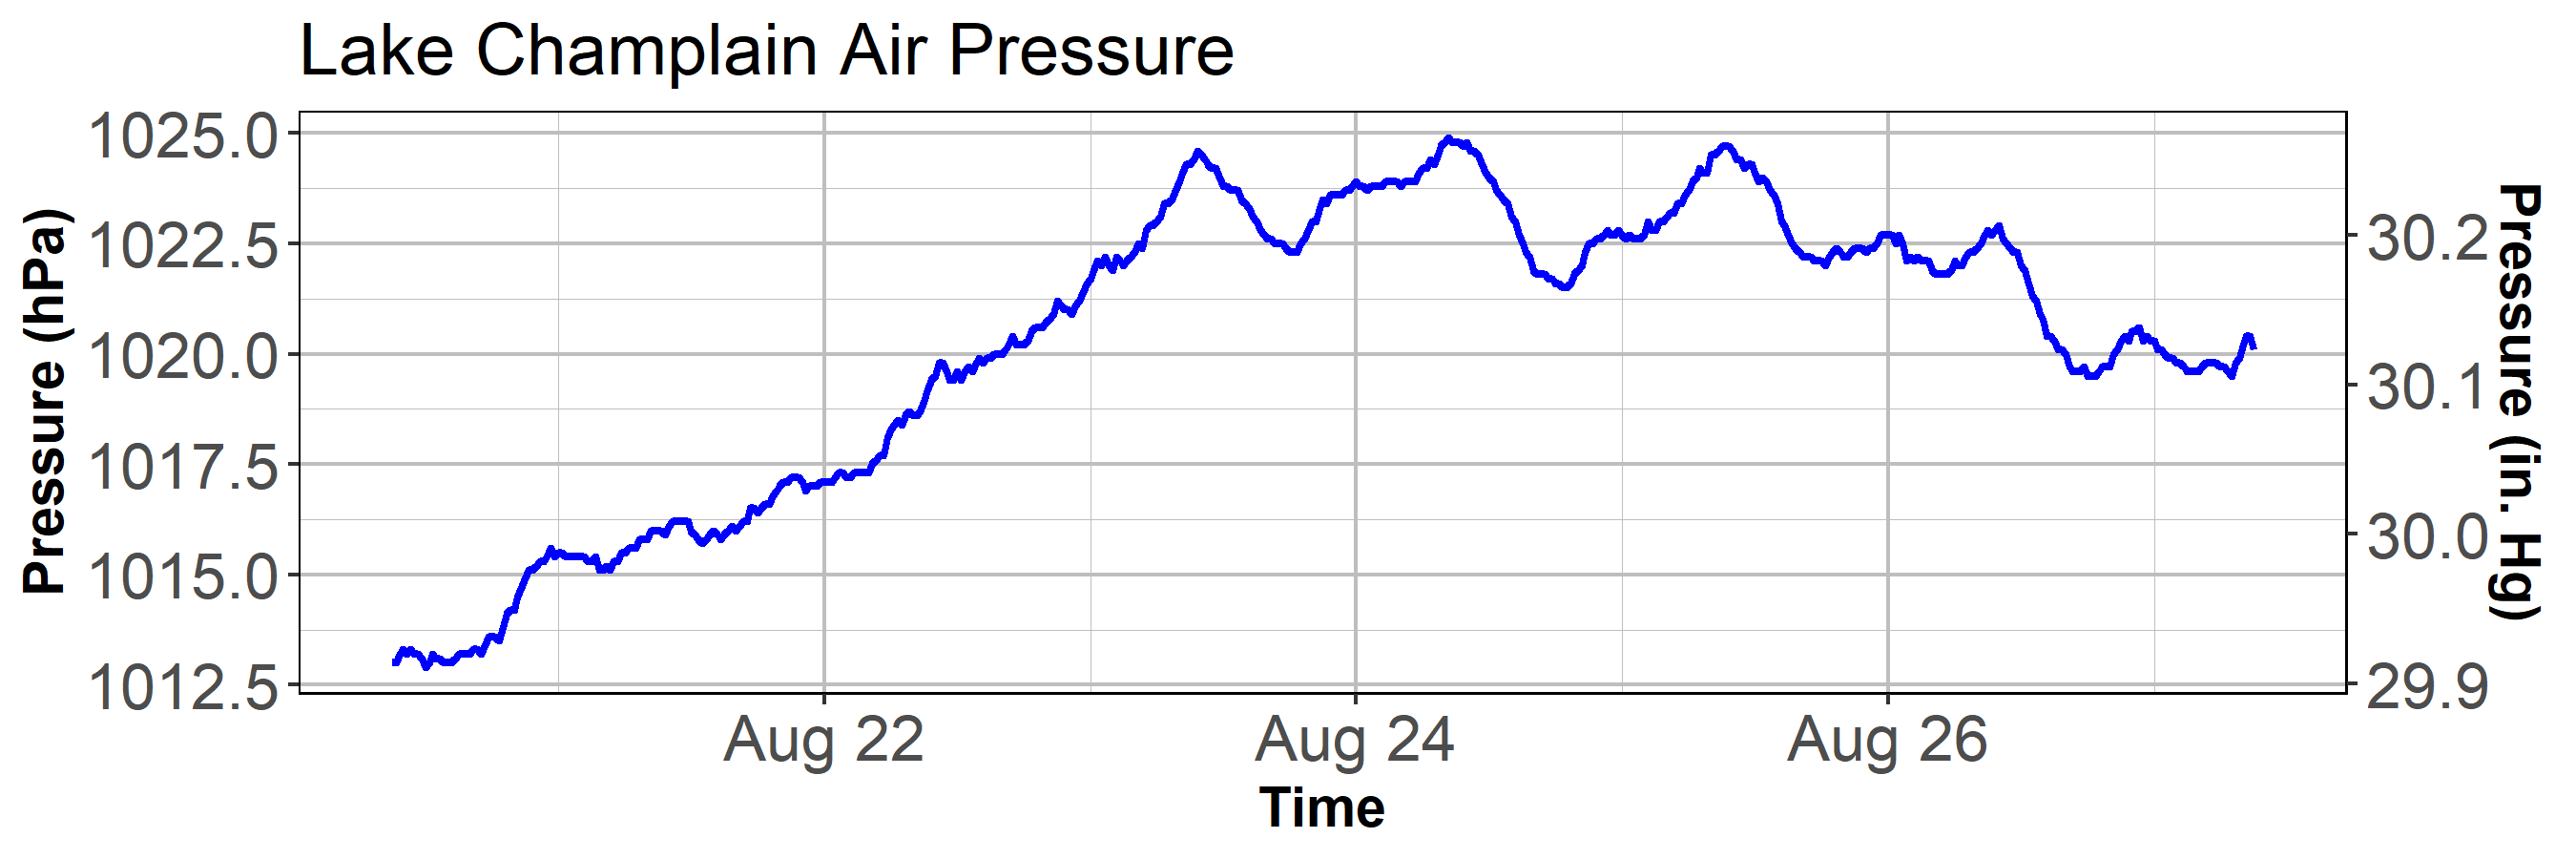 Lake Champlain Air Pressure
1025.0
1022.5
1020.0
1017.5
1015.0
1012.5
Pressure (hPa)
30.2
30.1
30.0
29.9
Pressure (in. Hg)
Aug 22 Aug 24 Aug 26
Time